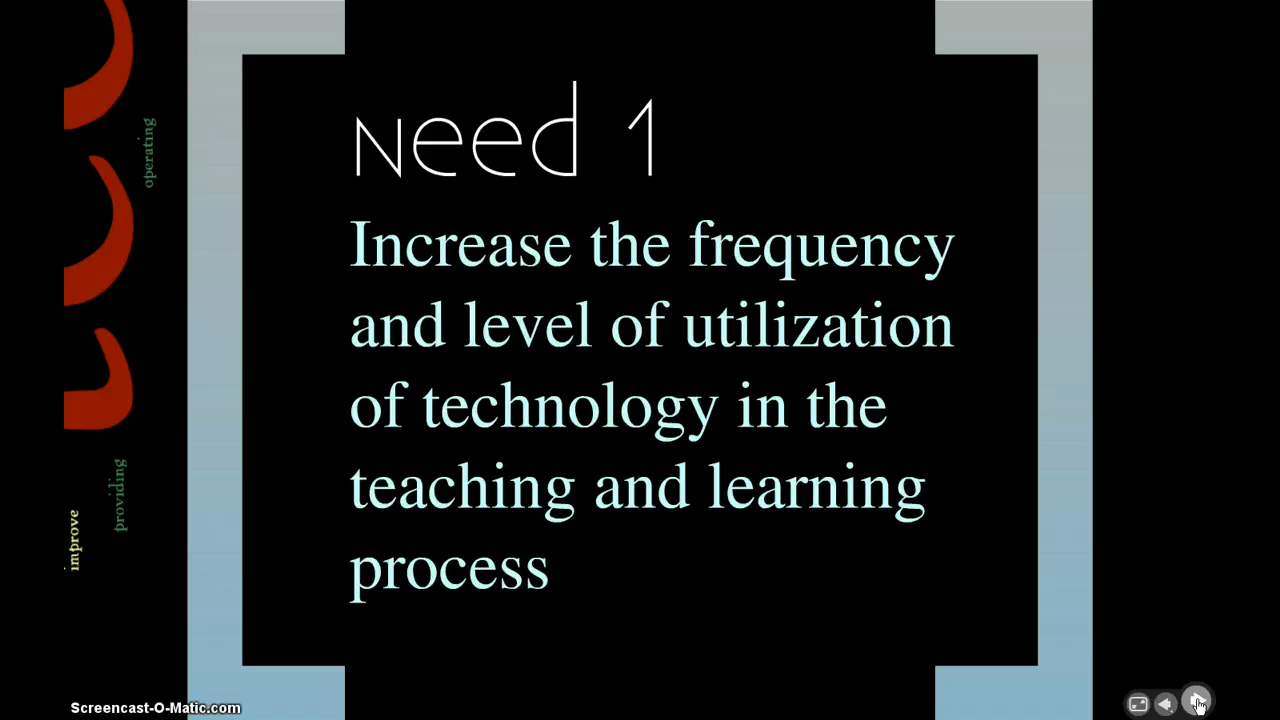 Need 1
Increase the frequency
and level of utilization
of technology in the
teaching and learning
process
operating
providing
improve
Screencast-O-Matic.com